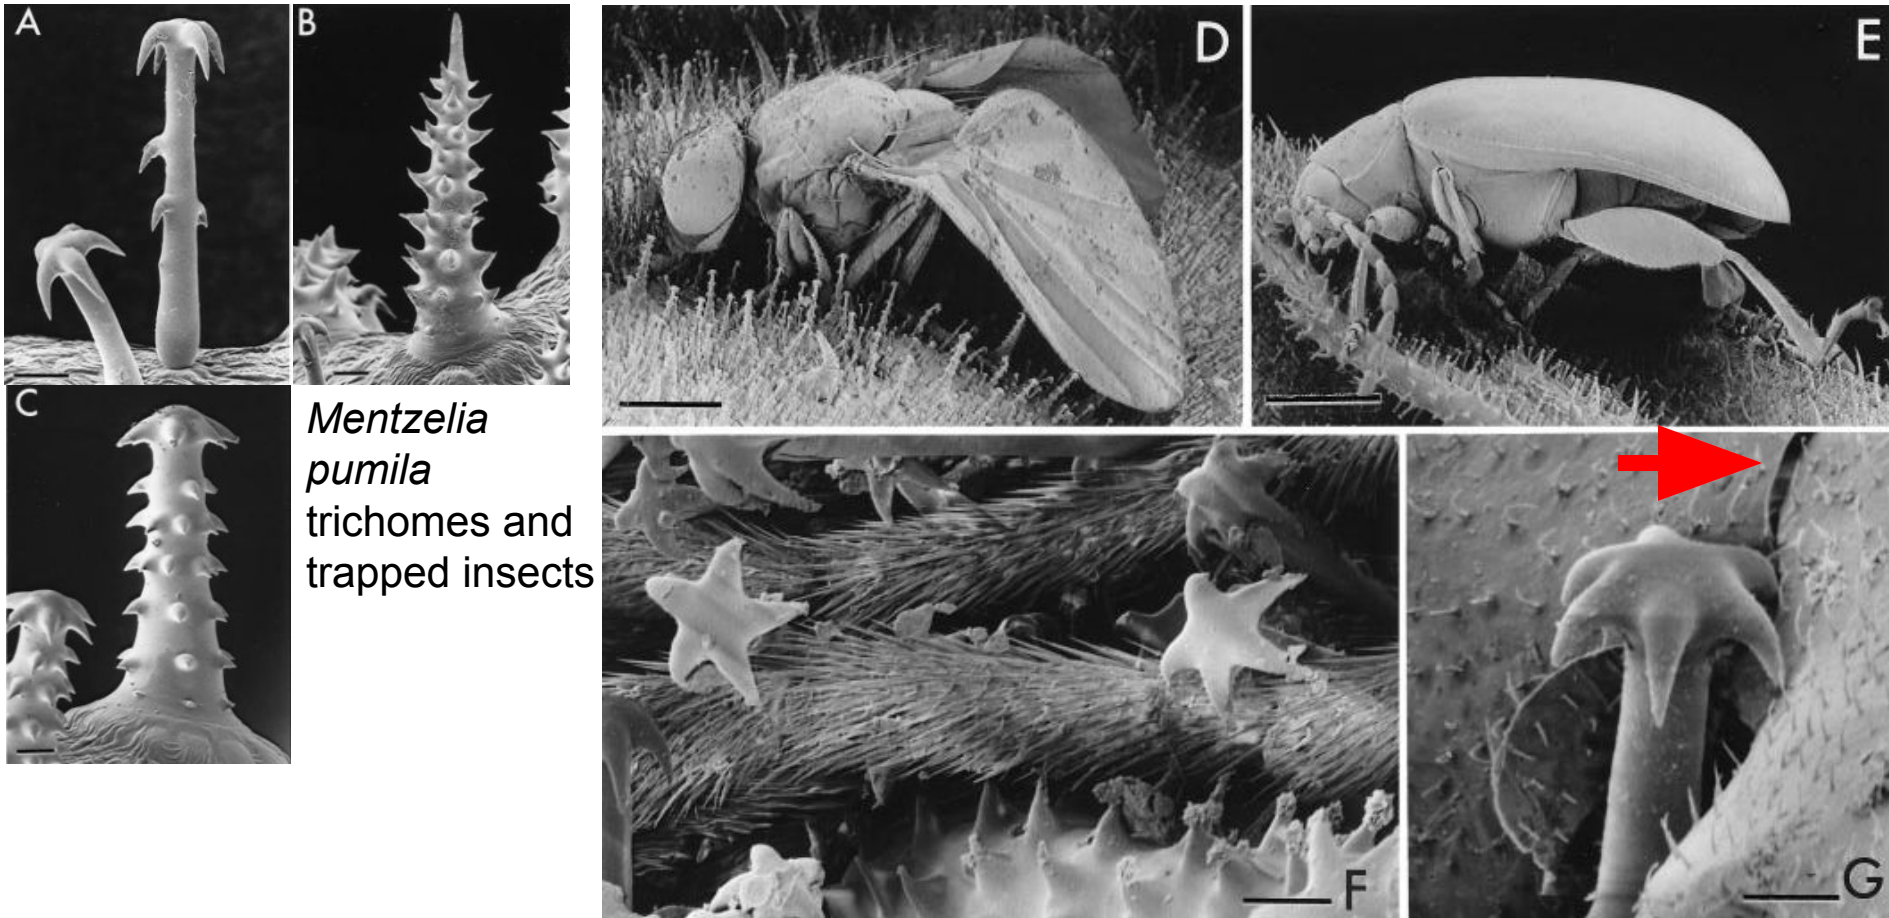 A
B
C
Mentzelia
pumila
trichomes and
trapped insects
D
E
F
G